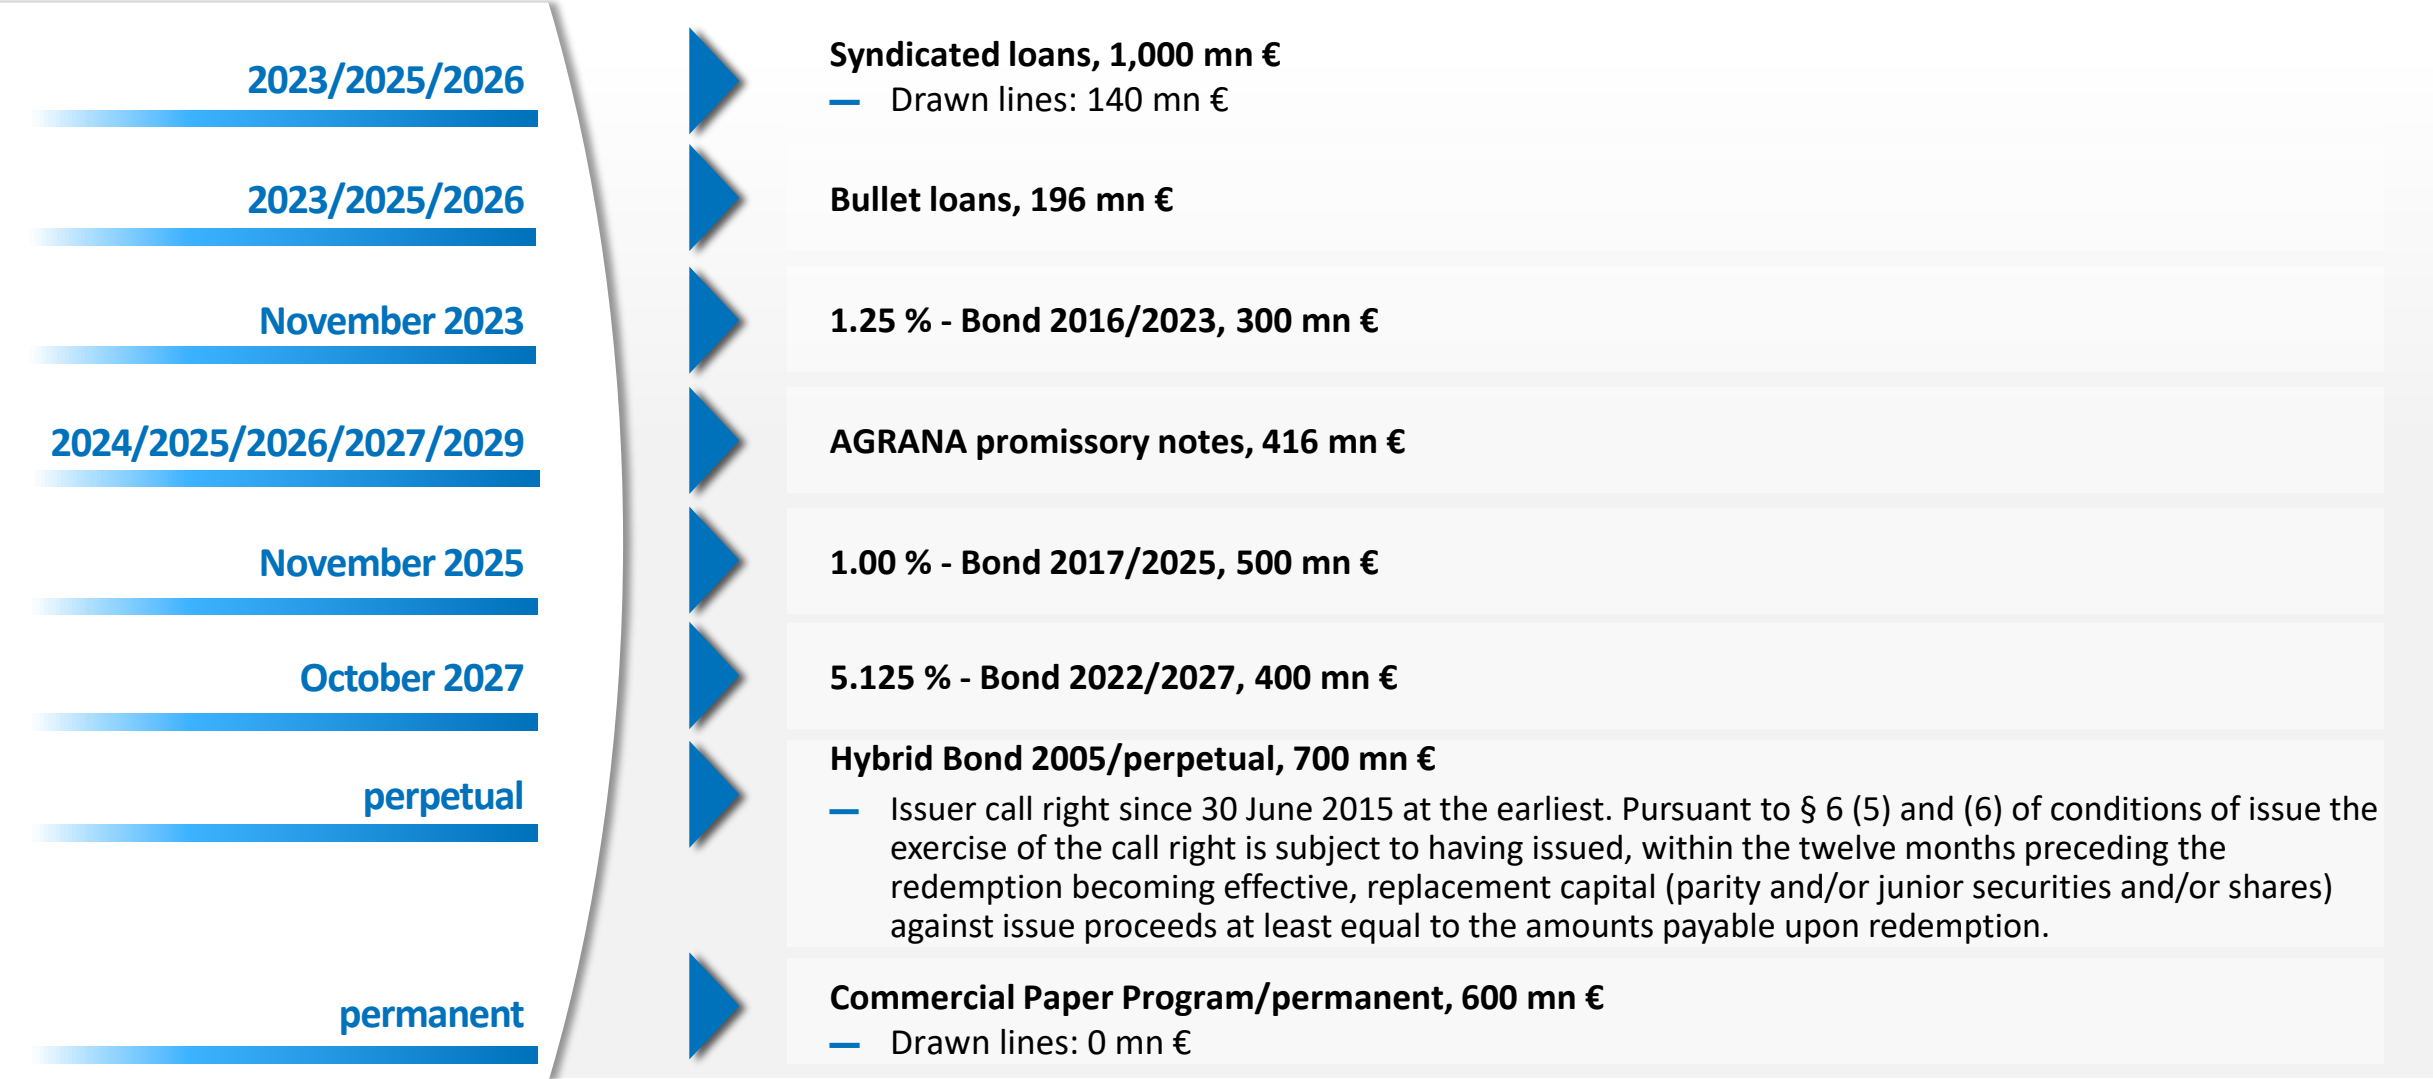 2023/2025/2026
Syndicated loans, 1,000 mn €
— Drawn lines: 140 mn €
2023/2025/2026
Bullet loans, 196 mn €
November 2023
1.25 % - Bond 2016/2023, 300 mn €
2024/2025/2026/2027/2029
AGRANA promissory notes, 416 mn €
November 2025
1.00 % - Bond 2017/2025, 500 mn €
October 2027
5.125 % - Bond 2022/2027, 400 mn €
perpetual
Hybrid Bond 2005/perpetual, 700 mn €
— Issuer call right since 30 June 2015 at the earliest. Pursuant to § 6 (5) and (6) of conditions of issue the
exercise of the call right is subject to having issued, within the twelve months preceding the
redemption becoming effective, replacement capital (parity and/or junior securities and/or shares)
against issue proceeds at least equal to the amounts payable upon redemption.
permanent
Commercial Paper Program/permanent, 600 mn €
— Drawn lines: 0 mn €